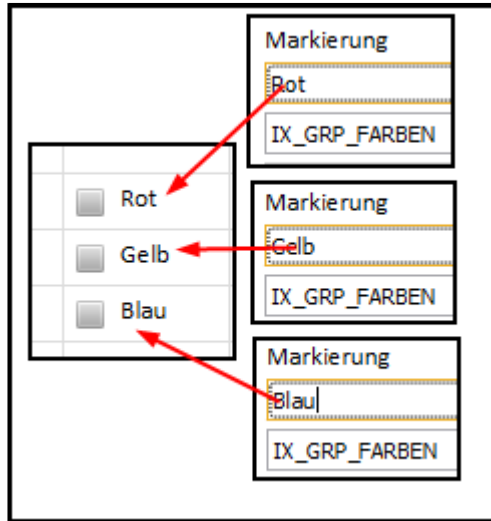 Markierung
Rot
IX_GRP_FARBEN
Rot
Gelb
Blau
Markierung
Gelb
IX_GRP_FARBEN
Markierung
Blau
IX_GRP_FARBEN